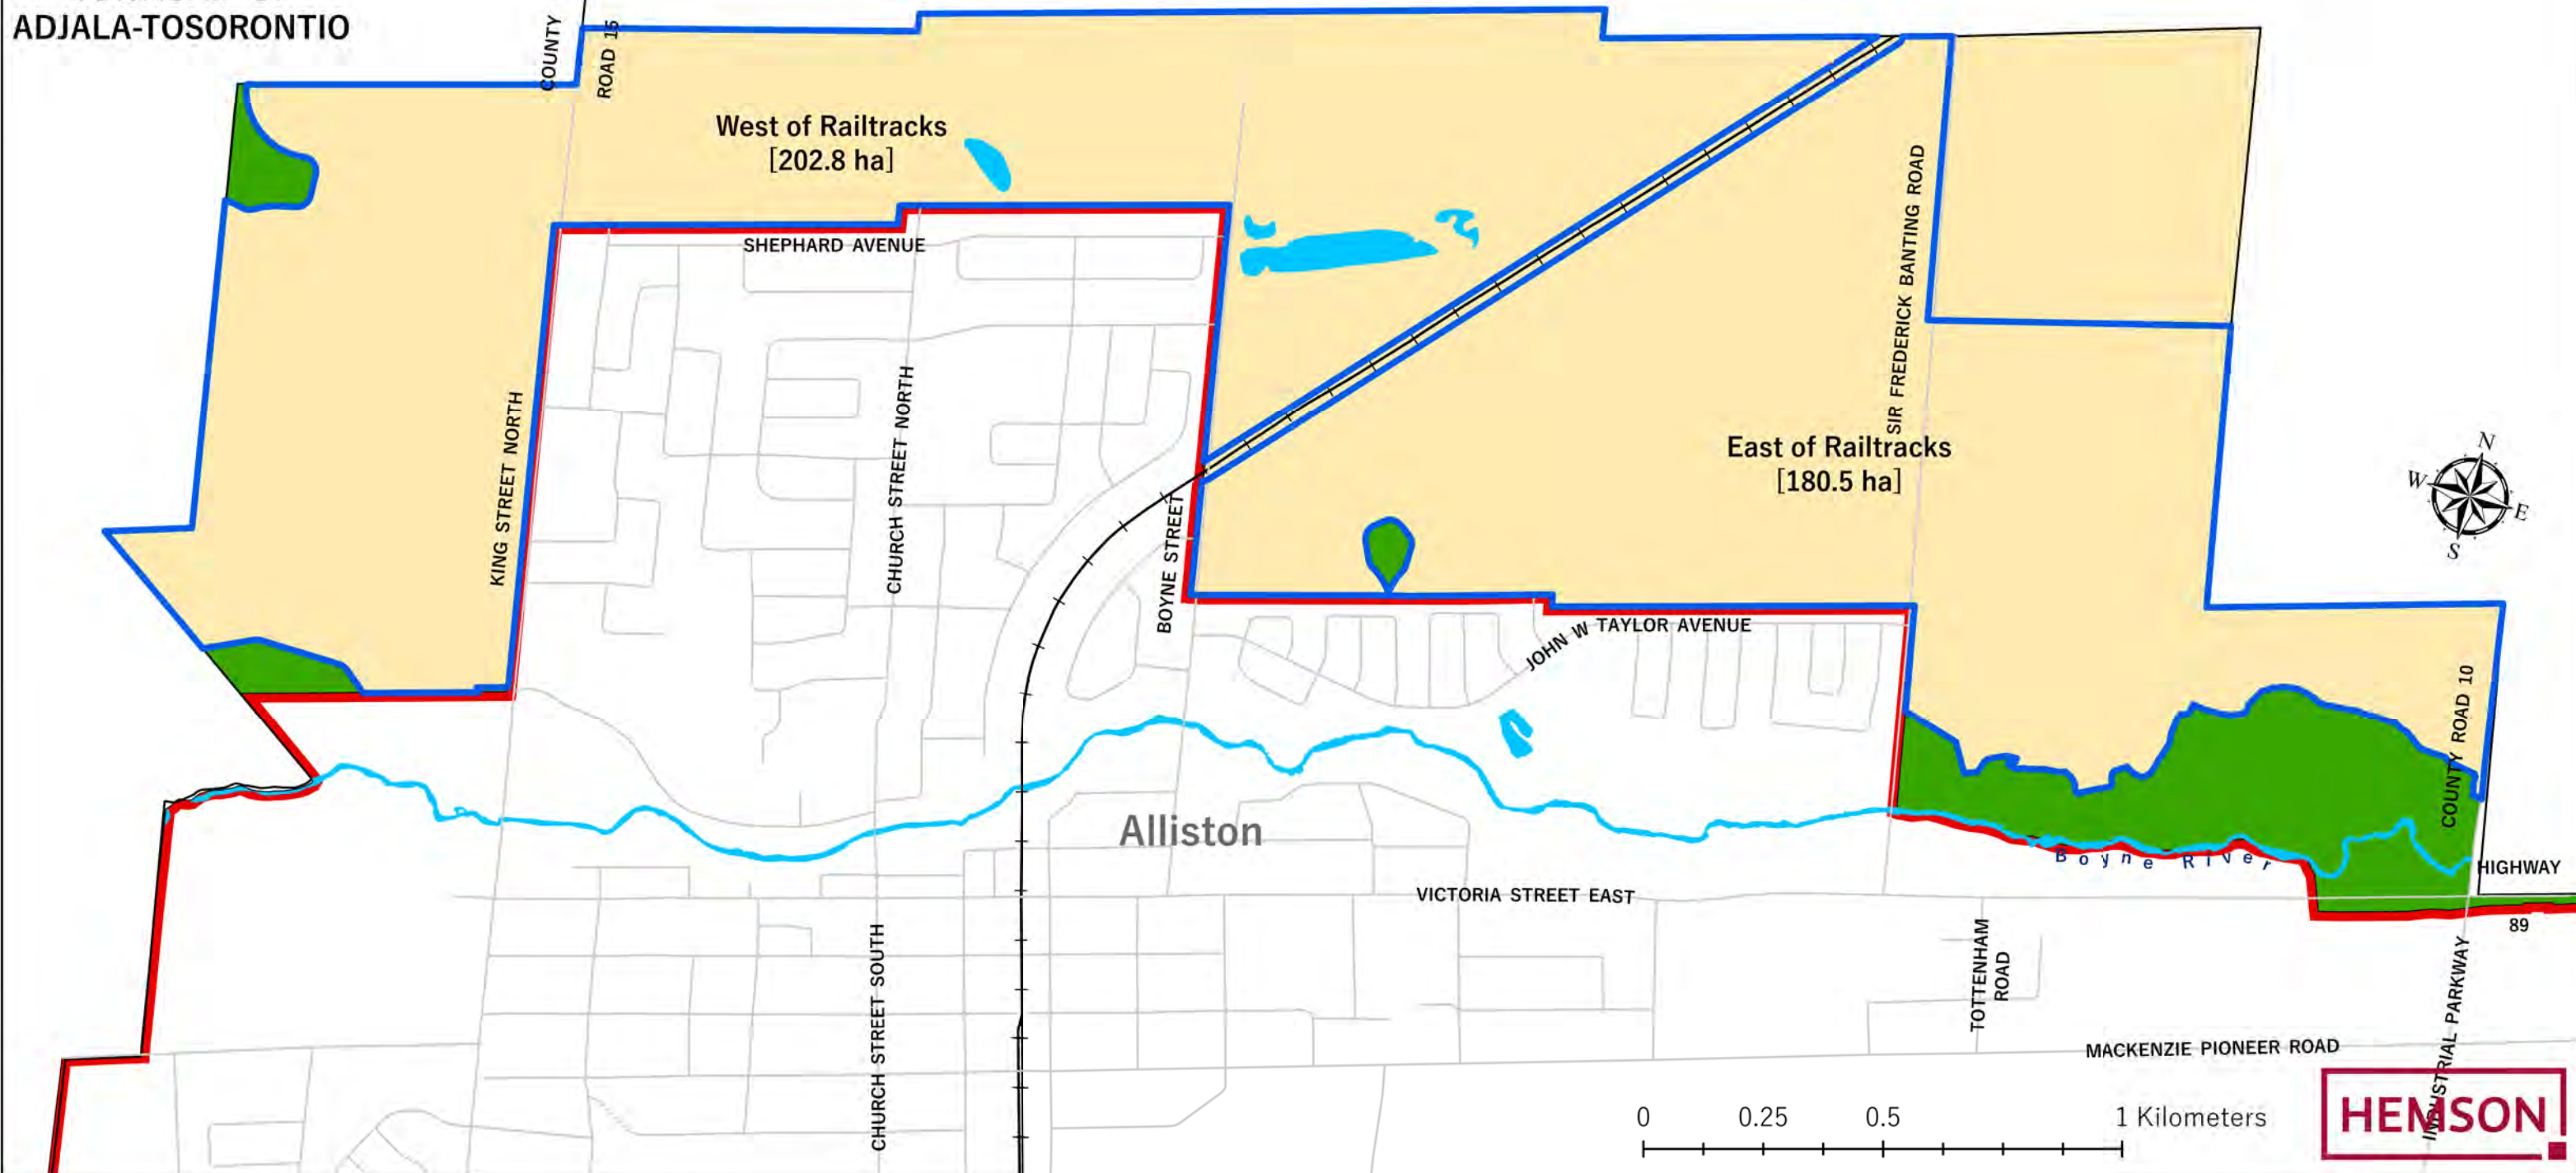 ADJALA-TOSORONTIO
COUNTY
ROAD 15
West of Railtracks
[202.8 ha]
SHEPHARD AVENUE
SIR FREDERICK BANTING ROAD
KING STREET NORTH
CHURCH STREET NORTH
East of Railtracks
[180.5 ha]
N
W
E
S
BOYNE STREET
JOHN W TAYLOR AVENUE
COUNTY ROAD 10
Alliston
Boyne River
HIGHWAY
89
VICTORIA STREET EAST
CHURCH STREET SOUTH
TOTTENHAM
ROAD
INDUSTRIAL PARKWAY
MACKENZIE PIONEER ROAD
0 0.25 0.5 1 Kilometers
HEMSON